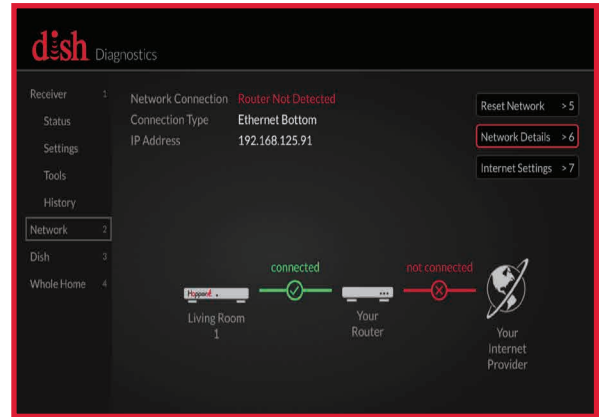 dish Diagnostics
Receiver 1
Status
Settings
Tools
History
Network 2
Dish 3
Whole Home 4
Network Connection Router Not Detected
Connection Type Ethernet Bottom
IP Address 192.168.125.91
Reset Network > 5
Network Details > 6
Internet Settings > 7
connected
not connected
Hopper
Living Room
1
Your
Router
Your
Internet
Provider